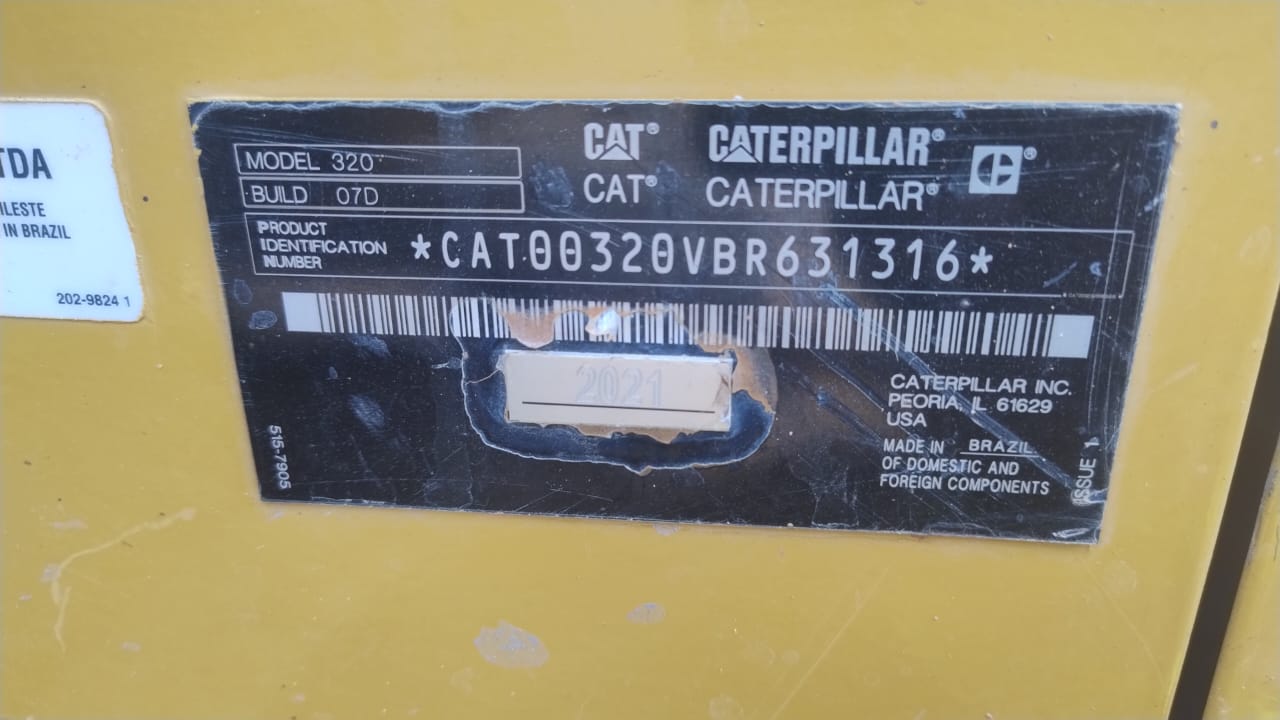 TDA
ILESTE
IN BRAZIL
202-9824 1
CAT® CATERPILLAR®
CAT® CATERPILLAR®
MODEL 320
BUILD 07D
PRODUCT
IDENTIFICATION
NUMBER
*CAT00320VBR631316*
2021
CATERPILLAR INC.
PEORIA, IL 61629
USA
MADE IN BRAZIL
OF DOMESTIC AND
FOREIGN COMPONENTS
515-7905
ISSUE 1